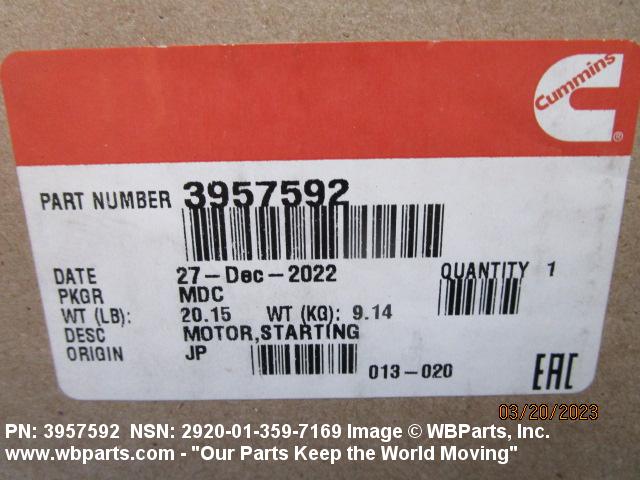 Cummins
®
PART NUMBER 3957592
DATE 27-Dec-2022 QUANTITY 1
PKGR MDC
WT (LB): 20.15 WT (KG): 9.14
DESC MOTOR,STARTING
ORIGIN JP
013-020
EAC
03/20/2023
PN: 3957592 NSN: 2920-01-359-7169 Image © WBParts, Inc.
www.wbparts.com - "Our Parts Keep the World Moving"